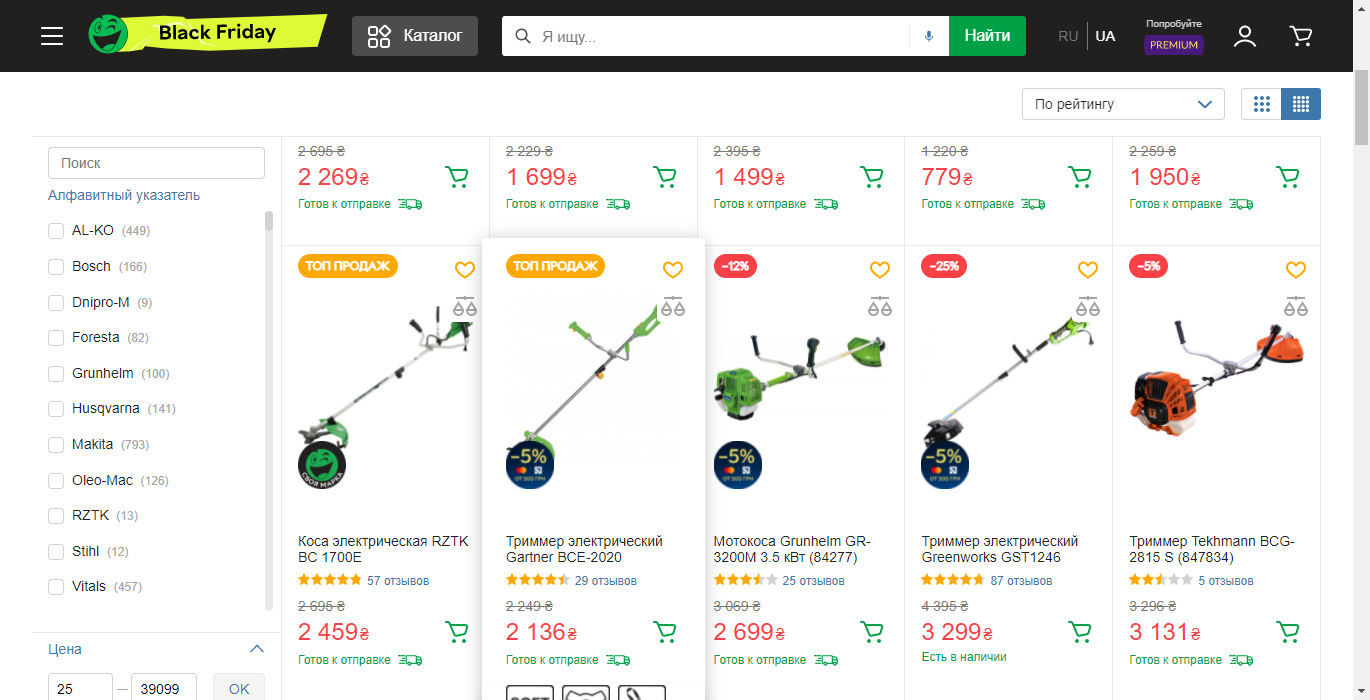 Black Friday
Каталог
Я ищу...
Найти
RU
UA
Попробуйте
PREMIUM
По рейтингу
Поиск
Алфавитный указатель
AL-KO (449)
Bosch (166)
Dnipro-M (9)
Foresta (82)
Grunhelm (100)
Husqvarna (141)
Makita (793)
Oleo-Mac (126)
RZTK (13)
Stihl (12)
Vitals (457)
Цена
25 — 39099 OK
2 695 ₴
2 269₴
Готов к отправке
2 229 ₴
1 699₴
Готов к отправке
2 395 ₴
1 499₴
Готов к отправке
1 220 ₴
779₴
Готов к отправке
2 259 ₴
1 950₴
Готов к отправке
ТОП ПРОДАЖ
СВОЯ МАРКА
Коса электрическая RZTK
BC 1700E
57 отзывов
2 695 ₴
2 459₴
Готов к отправке
ТОП ПРОДАЖ
−5%
ОТ 500 ГРН
Триммер электрический
Gartner BCE-2020
29 отзывов
2 249 ₴
2 136₴
Готов к отправке
−12%
−5%
ОТ 500 ГРН
Мотокоса Grunhelm GR-
3200M 3.5 кВт (84277)
25 отзывов
3 069 ₴
2 699₴
Готов к отправке
−25%
−5%
ОТ 500 ГРН
Триммер электрический
Greenworks GST1246
87 отзывов
4 395 ₴
3 299₴
Есть в наличии
−5%
Триммер Tekhmann BCG-
2815 S (847834)
5 отзывов
3 296 ₴
3 131₴
Готов к отправке